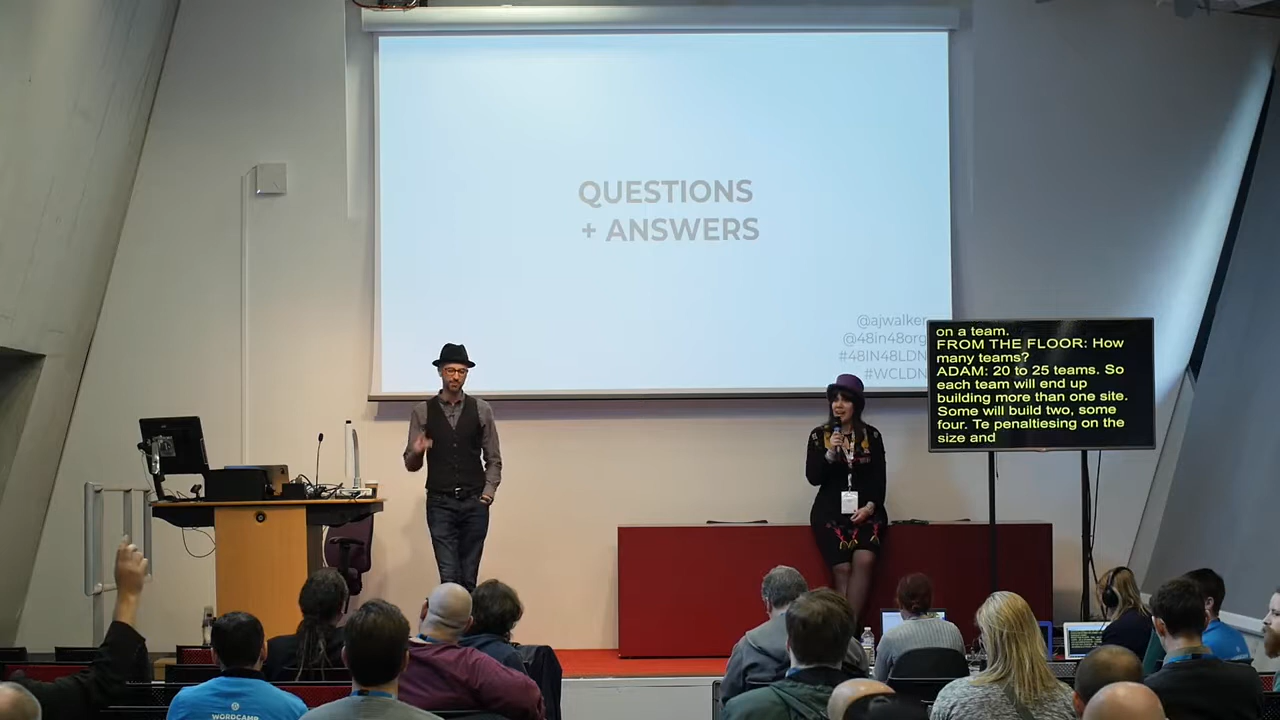 QUESTIONS
+ ANSWERS
@ajwalker
@48in48org
#48IN48LDN
#WCLDN
on a team.
FROM THE FLOOR: How
many teams?
ADAM: 20 to 25 teams. So
each team will end up
building more than one site.
Some will build two, some
four. Te penaltiesing on the
size and
WORDCAMP